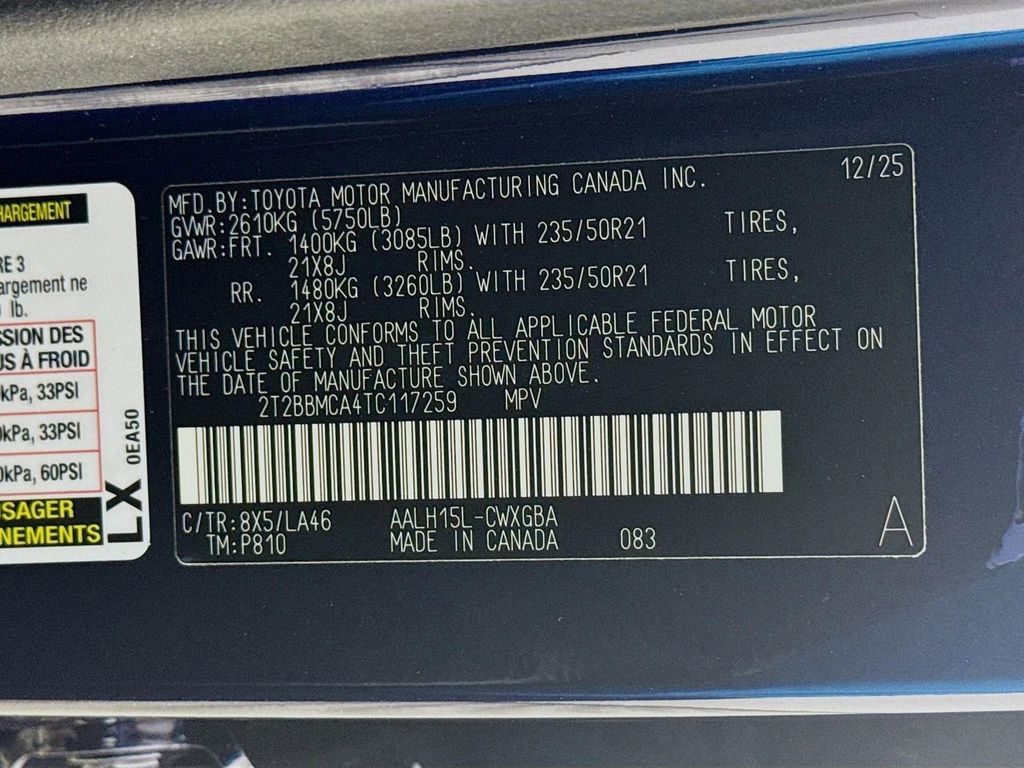 HARGEMENT
RE 3
argement ne
lb.
SSION DES
US À FROID
kPa, 33PSI
0kPa, 33PSI
0kPa, 60PSI
SAGER
NEMENTS
LX 0EA50
12/25
MFD. BY:TOYOTA MOTOR MANUFACTURING CANADA INC.
GVWR:2610KG (5750LB)
GAWR:FRT. 1400KG (3085LB) WITH 235/50R21 TIRES,
21X8J RIMS.
RR. 1480KG (3260LB) WITH 235/50R21 TIRES,
21X8J RIMS.
THIS VEHICLE CONFORMS TO ALL APPLICABLE FEDERAL MOTOR
VEHICLE SAFETY AND THEFT PREVENTION STANDARDS IN EFFECT ON
THE DATE OF MANUFACTURE SHOWN ABOVE.
2T2BBMCA4TC117259 MPV
C/TR:8X5/LA46 AALH15L-CWXGBA
TM:P810 MADE IN CANADA 083
A